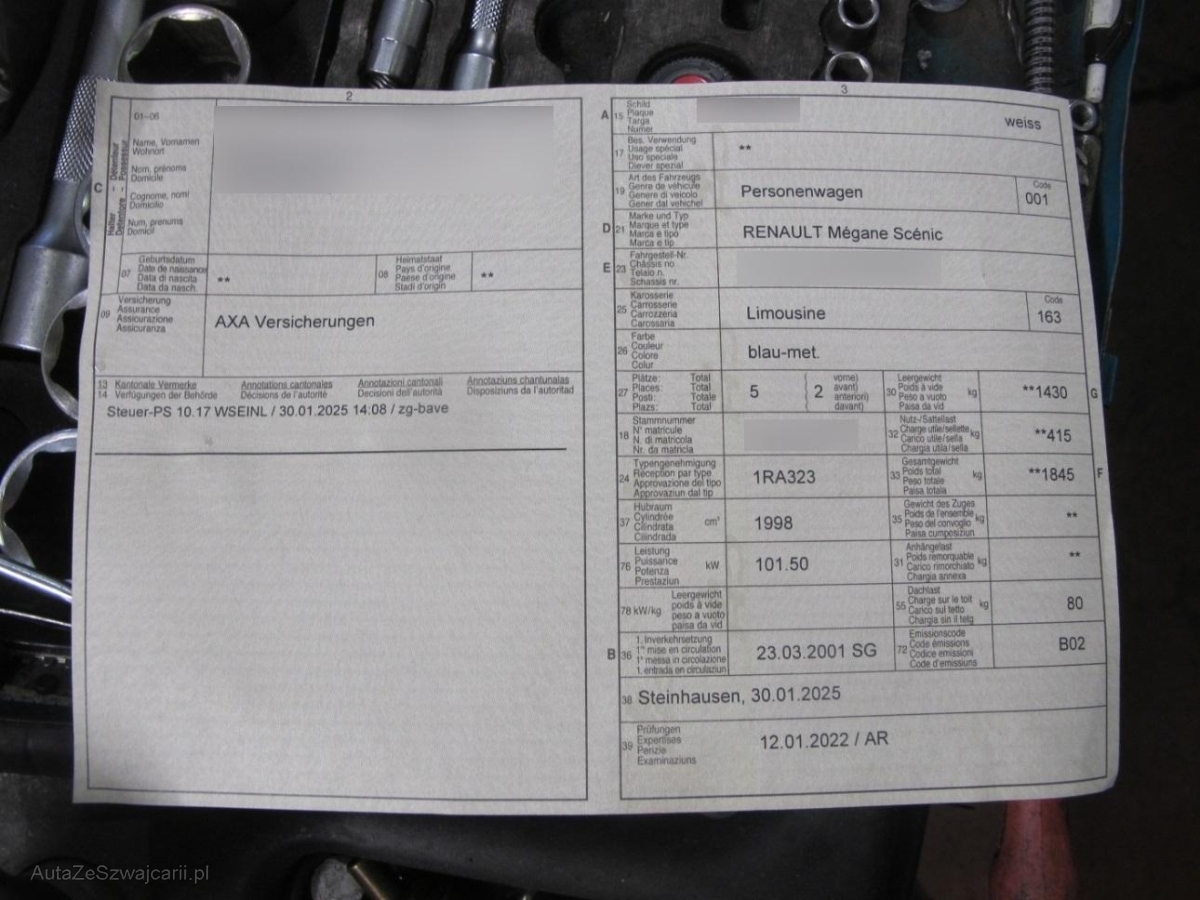 2
01-06
Name, Vornamen
Wohnort
Nom, prénoms
Domicile
Cognome, nomi
Domicilio
Num, prenums
Domicil
C
Halter
Détenteur
Detentore
Possessur
07
Geburtsdatum
Date de naissance
Data di nascita
Data da nasch.
**
08
Heimatstaat
Pays d'origine
Paese d'origine
Stadi d'origin
**
09
Versicherung
Assurance
Assicurazione
Assicuranza
AXA Versicherungen
13 Kantonale Vermerke Annotations cantonales Annotazioni cantonali Annotaziuns chantunalas
14 Verfügungen der Behörde Décisions de l'autorité Decisioni dell'autorità Disposiziuns da l'autoritad
Steuer-PS 10.17 WSEINL / 30.01.2025 14:08 / zg-bave
3
A 15
Schild
Plaque
Targa
Numer
weiss
17
Bes. Verwendung
Usage spécial
Uso speciale
Diever spezial
**
19
Art des Fahrzeugs
Genre de véhicule
Genere di veicolo
Gener dal vehichel
Personenwagen
Code
001
D 21
Marke und Typ
Marque et type
Marca e tipo
Marca e tip
RENAULT Mégane Scénic
E 23
Fahrgestell-Nr.
Châssis no
Telaio n.
Schassis nr.
25
Karosserie
Carrosserie
Carrozzeria
Carossaria
Limousine
Code
163
26
Farbe
Couleur
Colore
Colur
blau-met.
27
Plätze: Total
Places: Total
Posti: Totale
Plazs: Total
5
2
vorne)
avant)
anteriori)
davant)
30
Leergewicht
Poids à vide
Peso a vuoto
Paisa da vid
kg
**1430
G
18
Stammnummer
N° matricule
N. di matricola
Nr. da matricla
32
Nutz-/Sattellast
Charge utile/sellette
Carico utile/sella
Chargia utila/sella
kg
**415
24
Typengenehmigung
Réception par type
Approvazione del tipo
Approvaziun dal tip
1RA323
33
Gesamtgewicht
Poids total
Peso totale
Paisa totala
kg
**1845
F
37
Hubraum
Cylindrée
Cilindrata
Cilindrada
cm³
1998
35
Gewicht des Zuges
Poids de l'ensemble
Peso del convoglio
Paisa cumposiziun
kg
**
76
Leistung
Puissance
Potenza
Prestaziun
kW
101.50
31
Anhängelast
Poids remorquable
Carico rimorchiato
Chargia annexa
kg
**
78 kW/kg
Leergewicht
poids à vide
peso a vuoto
paisa da vid
55
Dachlast
Charge sur le toit
Carico sul tetto
Chargia sin il tetg
kg
80
B 36
1. Inverkehrsetzung
1re mise en circulation
1a messa in circolazione
1. entrada en circulaziun
23.03.2001 SG
72
Emissionscode
Code émissions
Codice emissioni
Code d'emissiuns
B02
38 Steinhausen, 30.01.2025
39
Prüfungen
Expertises
Perizie
Examinaziuns
12.01.2022 / AR
AutaZeSzwajcarii.pl